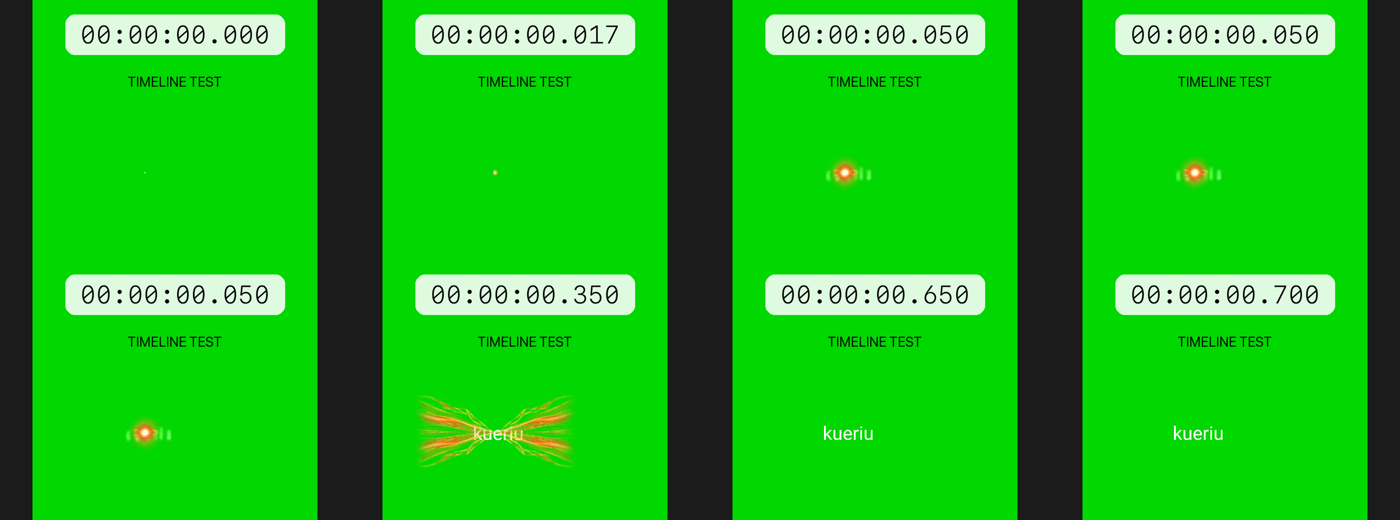 00:00:00.000
TIMELINE TEST
00:00:00.017
TIMELINE TEST
00:00:00.050
TIMELINE TEST
00:00:00.050
TIMELINE TEST
00:00:00.050
TIMELINE TEST
00:00:00.350
TIMELINE TEST
kueriu
00:00:00.650
TIMELINE TEST
kueriu
00:00:00.700
TIMELINE TEST
kueriu